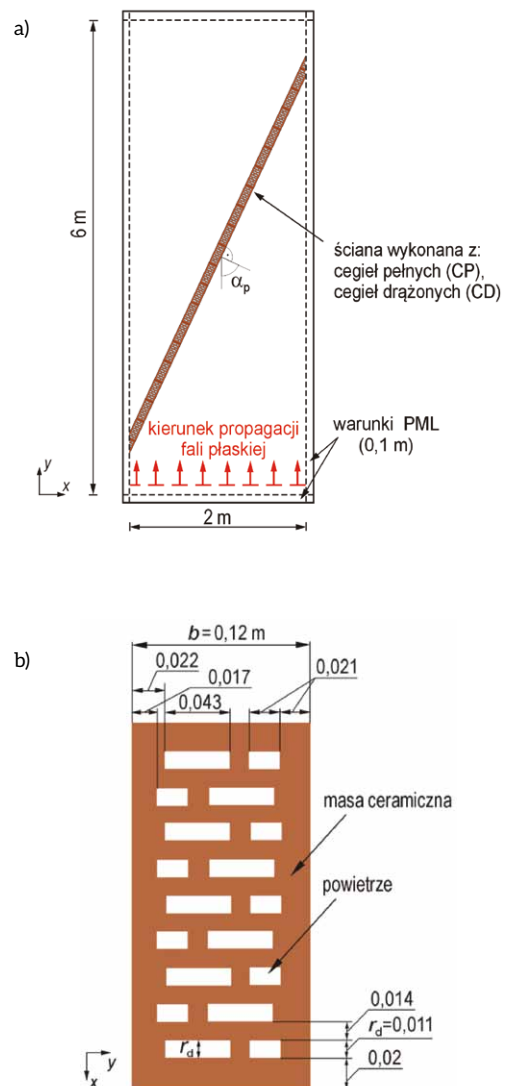 a)
6 m
α_p
ściana wykonana z:
cegieł pełnych (CP),
cegieł drążonych (CD)
kierunek propagacji
fali płaskiej
warunki PML
(0,1 m)
y
x
2 m
b)
b = 0,12 m
0,022
0,017
0,043
0,021
masa ceramiczna
powietrze
0,014
r_d=0,011
r_d
0,02
y
x